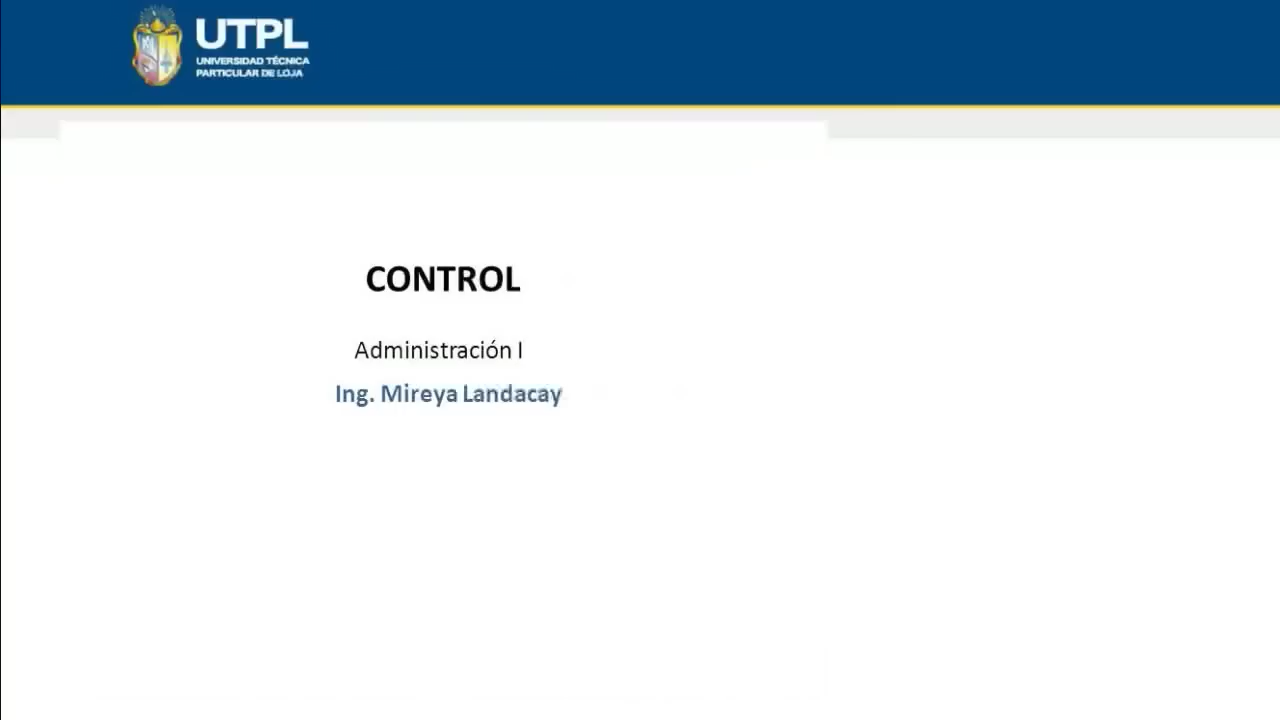 UTPL
UNIVERSIDAD TÉCNICA
PARTICULAR DE LOJA
CONTROL
Administración I
Ing. Mireya Landacay